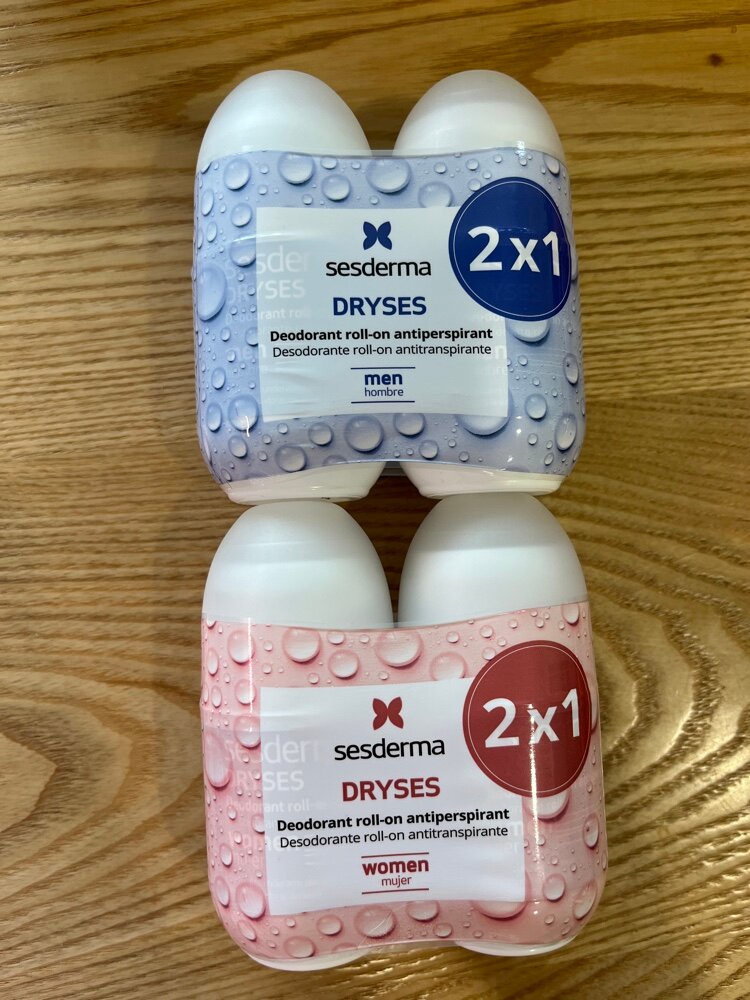 sesderma
2x1
DRYSES
Deodorant roll-on antiperspirant
Desodorante roll-on antitranspirante
men
hombre
sesderma
2x1
DRYSES
Deodorant roll-on antiperspirant
Desodorante roll-on antitranspirante
women
mujer